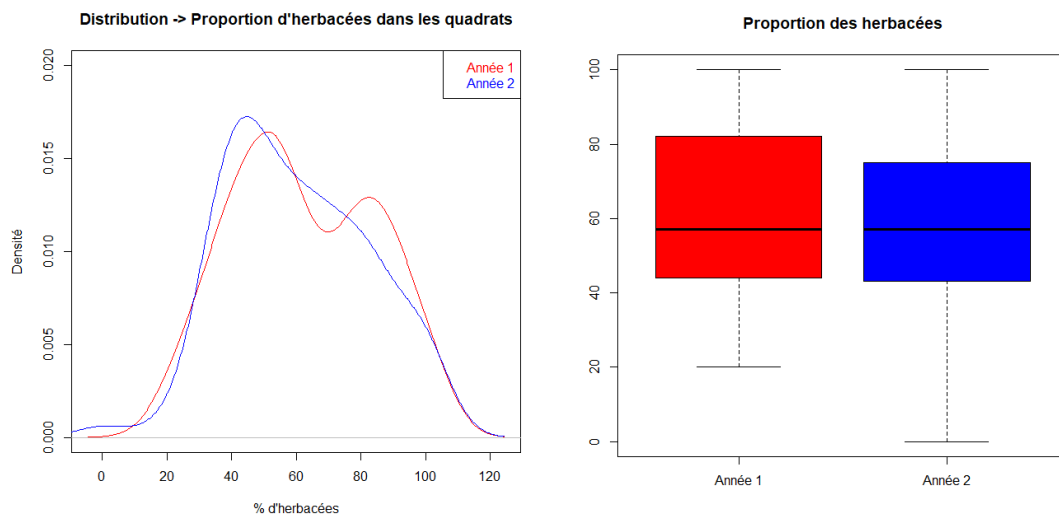 Distribution -> Proportion d'herbacées dans les quadrats
Année 1
Année 2
Densité
0.020
0.015
0.010
0.005
0.000
0 20 40 60 80 100 120
% d'herbacées
Proportion des herbacées
100
80
60
40
20
0
Année 1 Année 2